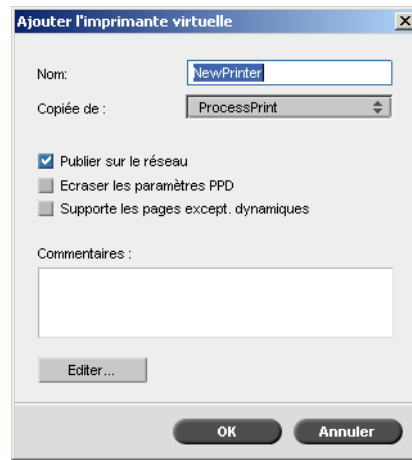 Ajouter l'imprimante virtuelle
Nom: NewPrinter
Copiée de : ProcessPrint
Publier sur le réseau
Ecraser les paramètres PPD
Supporte les pages except. dynamiques
Commentaires :
Editer...
OK Annuler